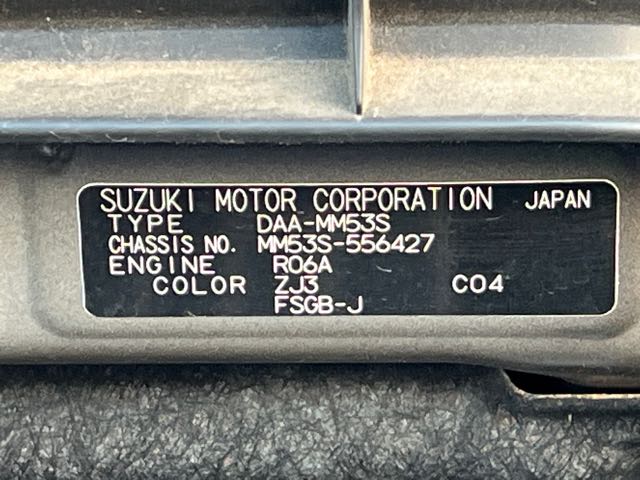 SUZUKI MOTOR CORPORATION JAPAN
TYPE DAA-MM53S
CHASSIS NO. MM53S-556427
ENGINE R06A
COLOR ZJ3 C04
FSGB-J